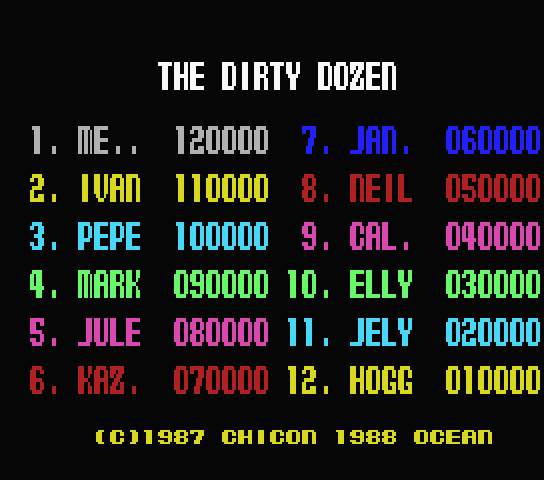 THE DIRTY DOZEN
1. ME.. 120000 7. JAN. 060000
2. IVAN 110000 8. NEIL 050000
3. PEPE 100000 9. CAL. 040000
4. MARK 090000 10. ELLY 030000
5. JULE 080000 11. JELY 020000
6. KAZ. 070000 12. HOGG 010000
(C)1987 CHICON 1988 OCEAN